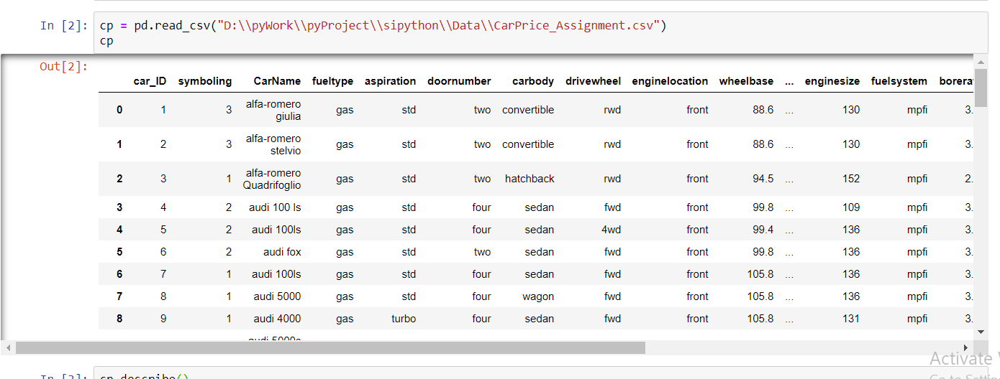 In [2]: cp = pd.read_csv("D:\\pyWork\\pyProject\\sipython\\Data\\CarPrice_Assignment.csv")
cp
Out[2]:
car_ID symboling CarName fueltype aspiration doornumber carbody drivewheel enginelocation wheelbase ... enginesize fuelsystem borera
0 1 3 alfa-romero giulia gas std two convertible rwd front 88.6 ... 130 mpfi 3.
1 2 3 alfa-romero stelvio gas std two convertible rwd front 88.6 ... 130 mpfi 3.
2 3 1 alfa-romero Quadrifoglio gas std two hatchback rwd front 94.5 ... 152 mpfi 2.
3 4 2 audi 100 ls gas std four sedan fwd front 99.8 ... 109 mpfi 3.
4 5 2 audi 100ls gas std four sedan 4wd front 99.4 ... 136 mpfi 3.
5 6 2 audi fox gas std two sedan fwd front 99.8 ... 136 mpfi 3.
6 7 1 audi 100ls gas std four sedan fwd front 105.8 ... 136 mpfi 3.
7 8 1 audi 5000 gas std four wagon fwd front 105.8 ... 136 mpfi 3.
8 9 1 audi 4000 gas turbo four sedan fwd front 105.8 ... 131 mpfi 3.
audi 5000s
Activate
In [3]: cp.describe()
Go to